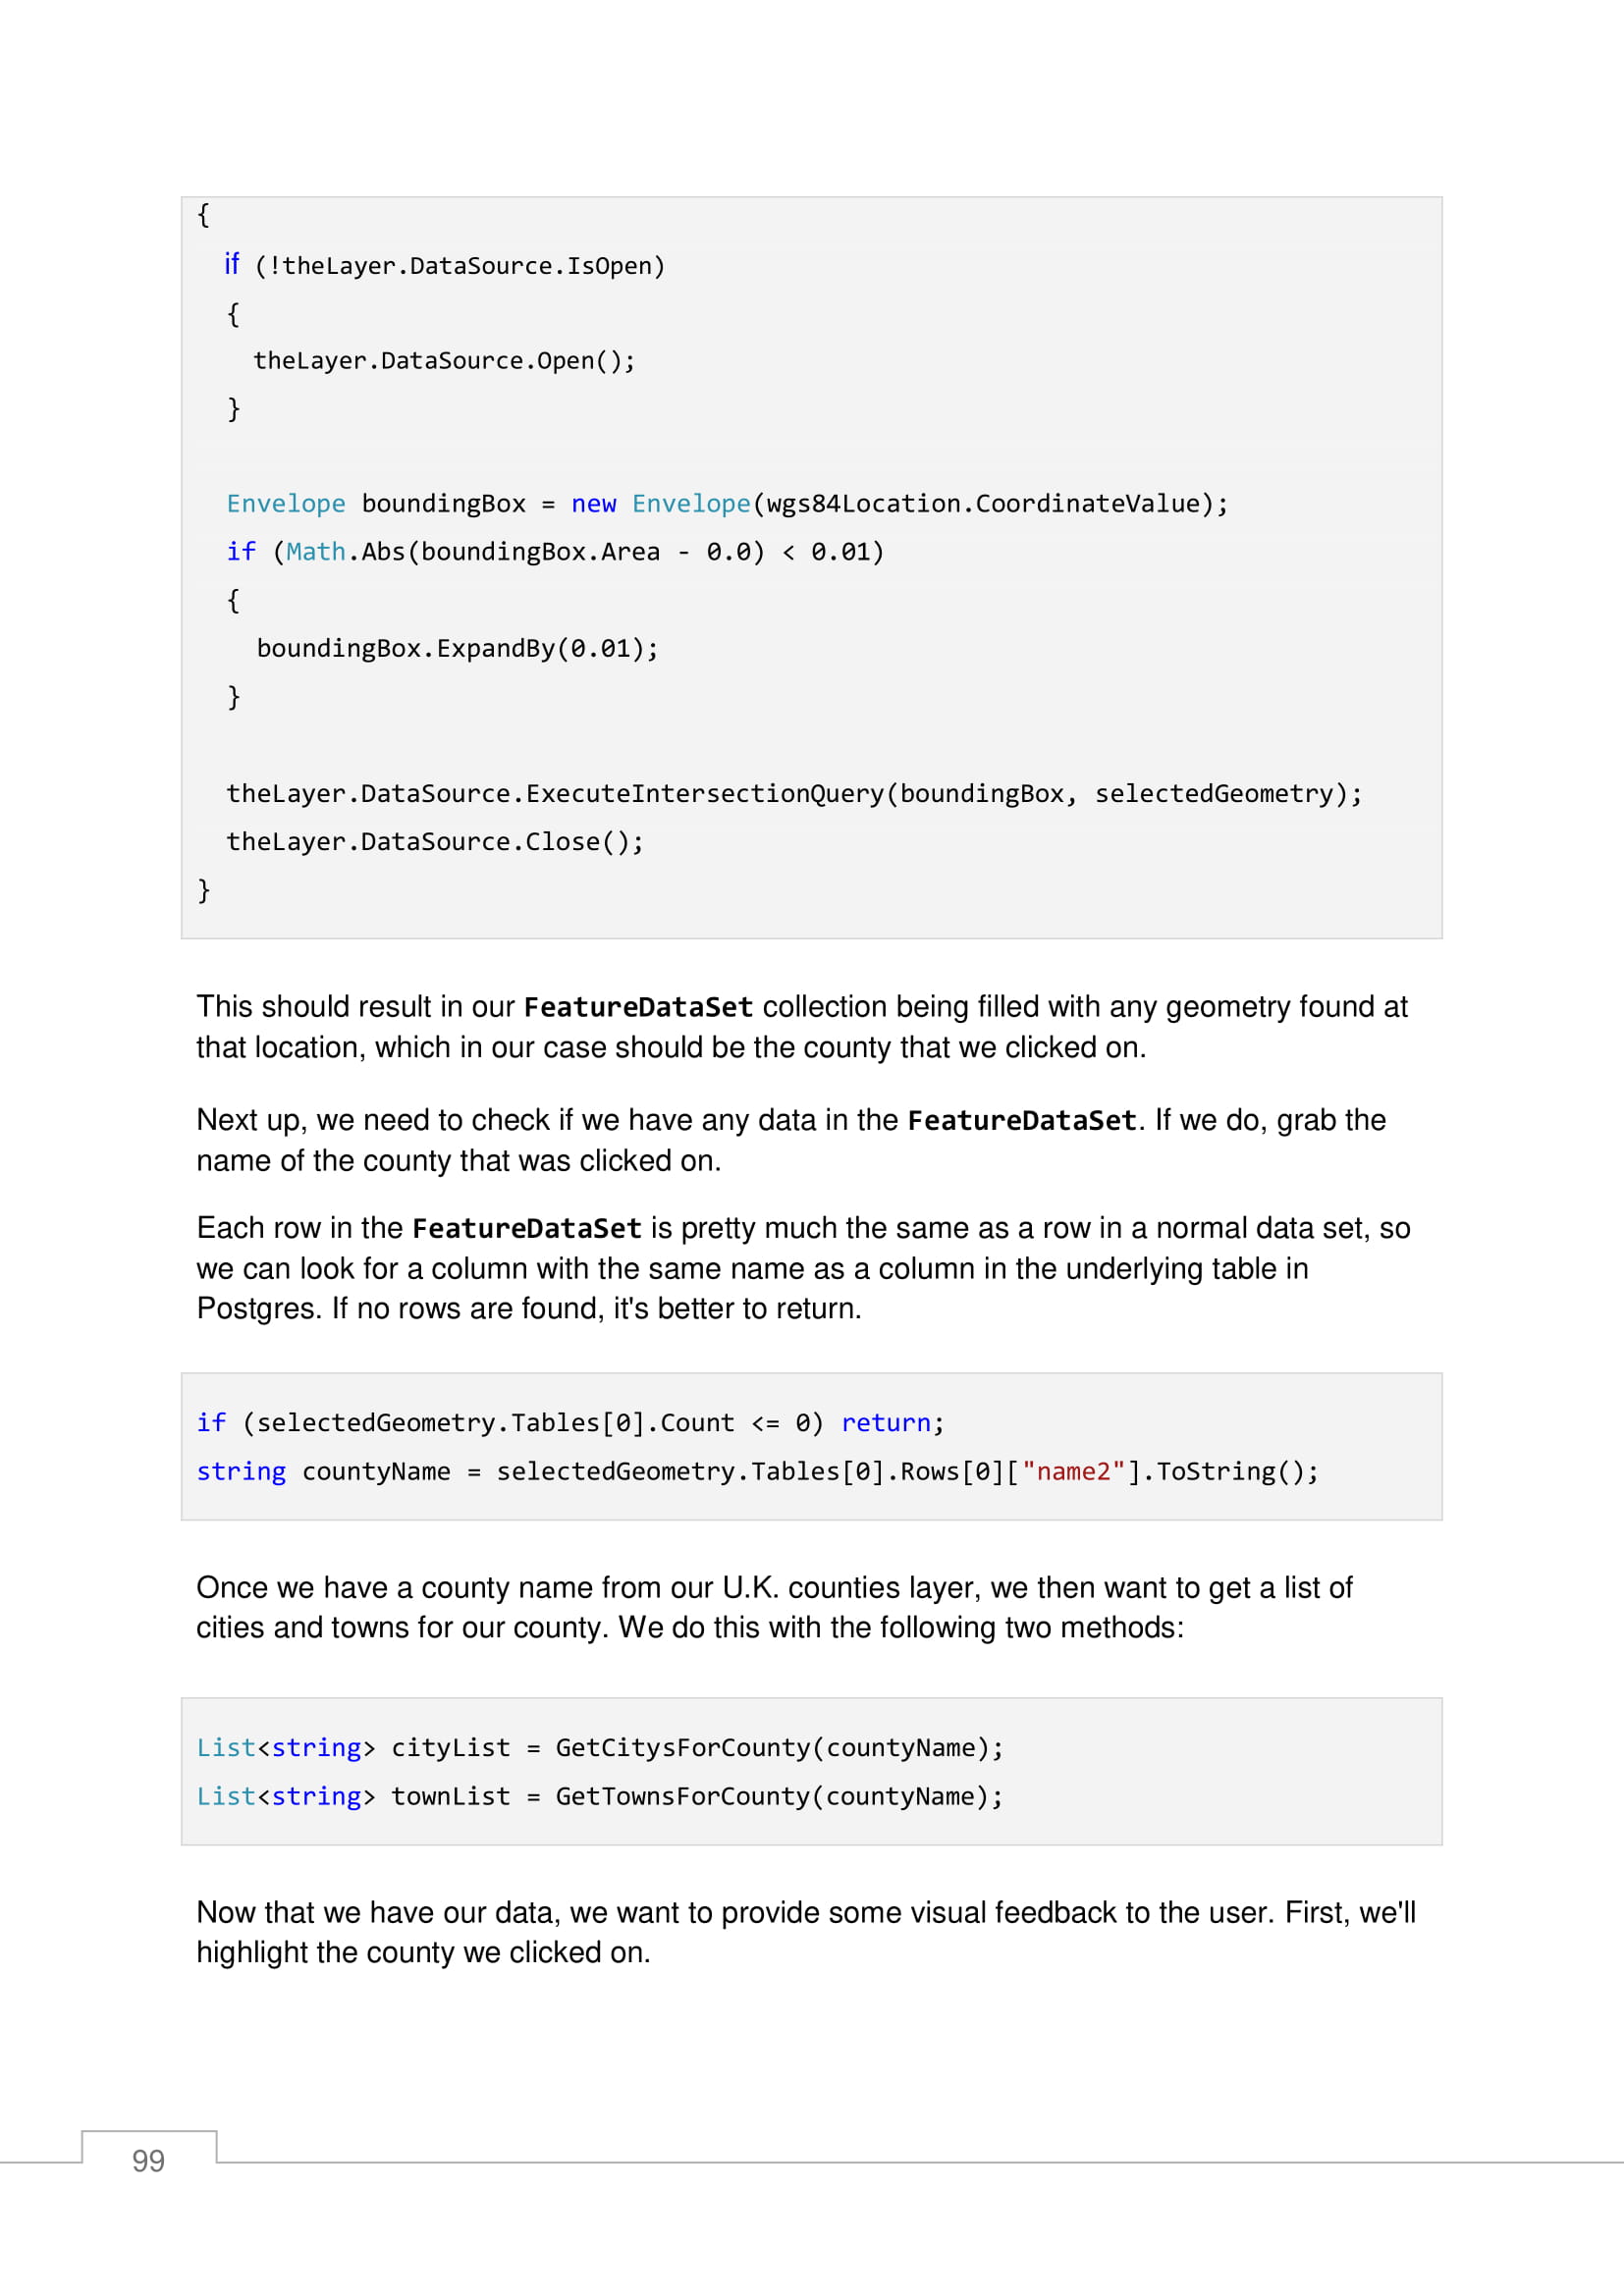 {
if (!theLayer.DataSource.IsOpen)
{
theLayer.DataSource.Open();
}
Envelope boundingBox = new Envelope(wgs84Location.CoordinateValue);
if (Math.Abs(boundingBox.Area - 0.0) < 0.01)
{
boundingBox.ExpandBy(0.01);
}
theLayer.DataSource.ExecuteIntersectionQuery(boundingBox, selectedGeometry);
theLayer.DataSource.Close();
}
This should result in our FeatureDataSet collection being filled with any geometry found at
that location, which in our case should be the county that we clicked on.
Next up, we need to check if we have any data in the FeatureDataSet. If we do, grab the
name of the county that was clicked on.
Each row in the FeatureDataSet is pretty much the same as a row in a normal data set, so
we can look for a column with the same name as a column in the underlying table in
Postgres. If no rows are found, it's better to return.
if (selectedGeometry.Tables[0].Count <= 0) return;
string countyName = selectedGeometry.Tables[0].Rows[0]["name2"].ToString();
Once we have a county name from our U.K. counties layer, we then want to get a list of
cities and towns for our county. We do this with the following two methods:
List<string> cityList = GetCitysForCounty(countyName);
List<string> townList = GetTownsForCounty(countyName);
Now that we have our data, we want to provide some visual feedback to the user. First, we'll
highlight the county we clicked on.
99